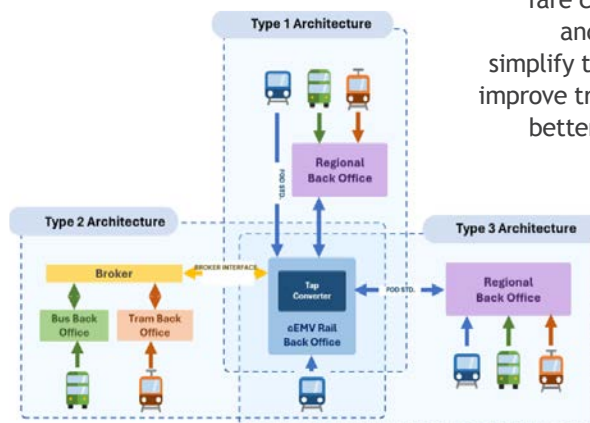 fare
and
simplify
improve
better
Type 1 Architecture
Regional
Back Office
POD STD.
Type 2 Architecture
Type 3 Architecture
Broker
BROKER INTERFACE
Tap
Converter
cEMV Rail
Back Office
POD STD.
Regional
Back Office
Bus Back
Office
Tram Back
Office